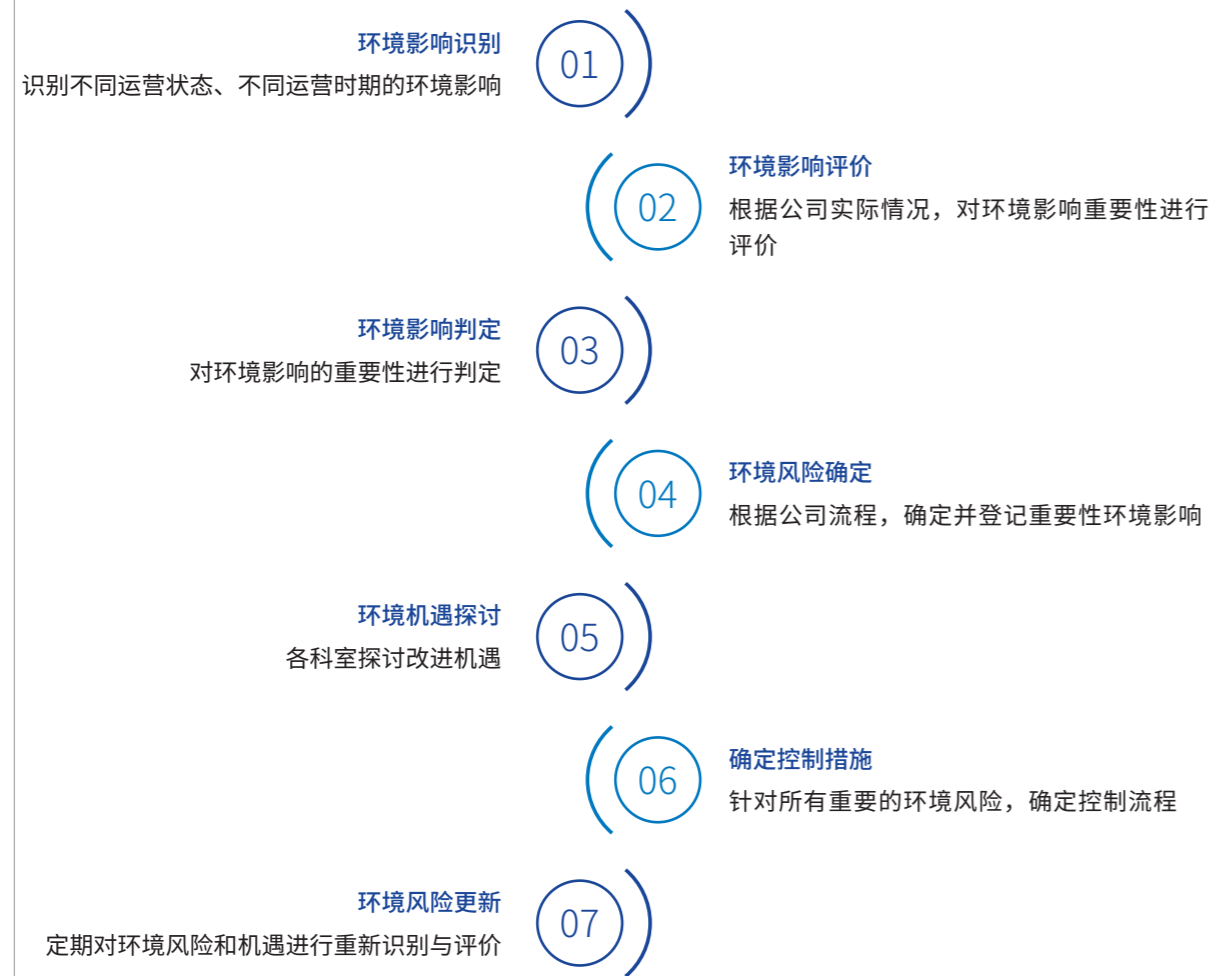 环境影响识别
识别不同运营状态、不同运营时期的环境影响
01
02
环境影响评价
根据公司实际情况，对环境影响重要性进行
评价
环境影响判定
对环境影响的重要性进行判定
03
04
环境风险确定
根据公司流程，确定并登记重要性环境影响
环境机遇探讨
各科室探讨改进机遇
05
06
确定控制措施
针对所有重要的环境风险，确定控制流程
环境风险更新
定期对环境风险和机遇进行重新识别与评价
07